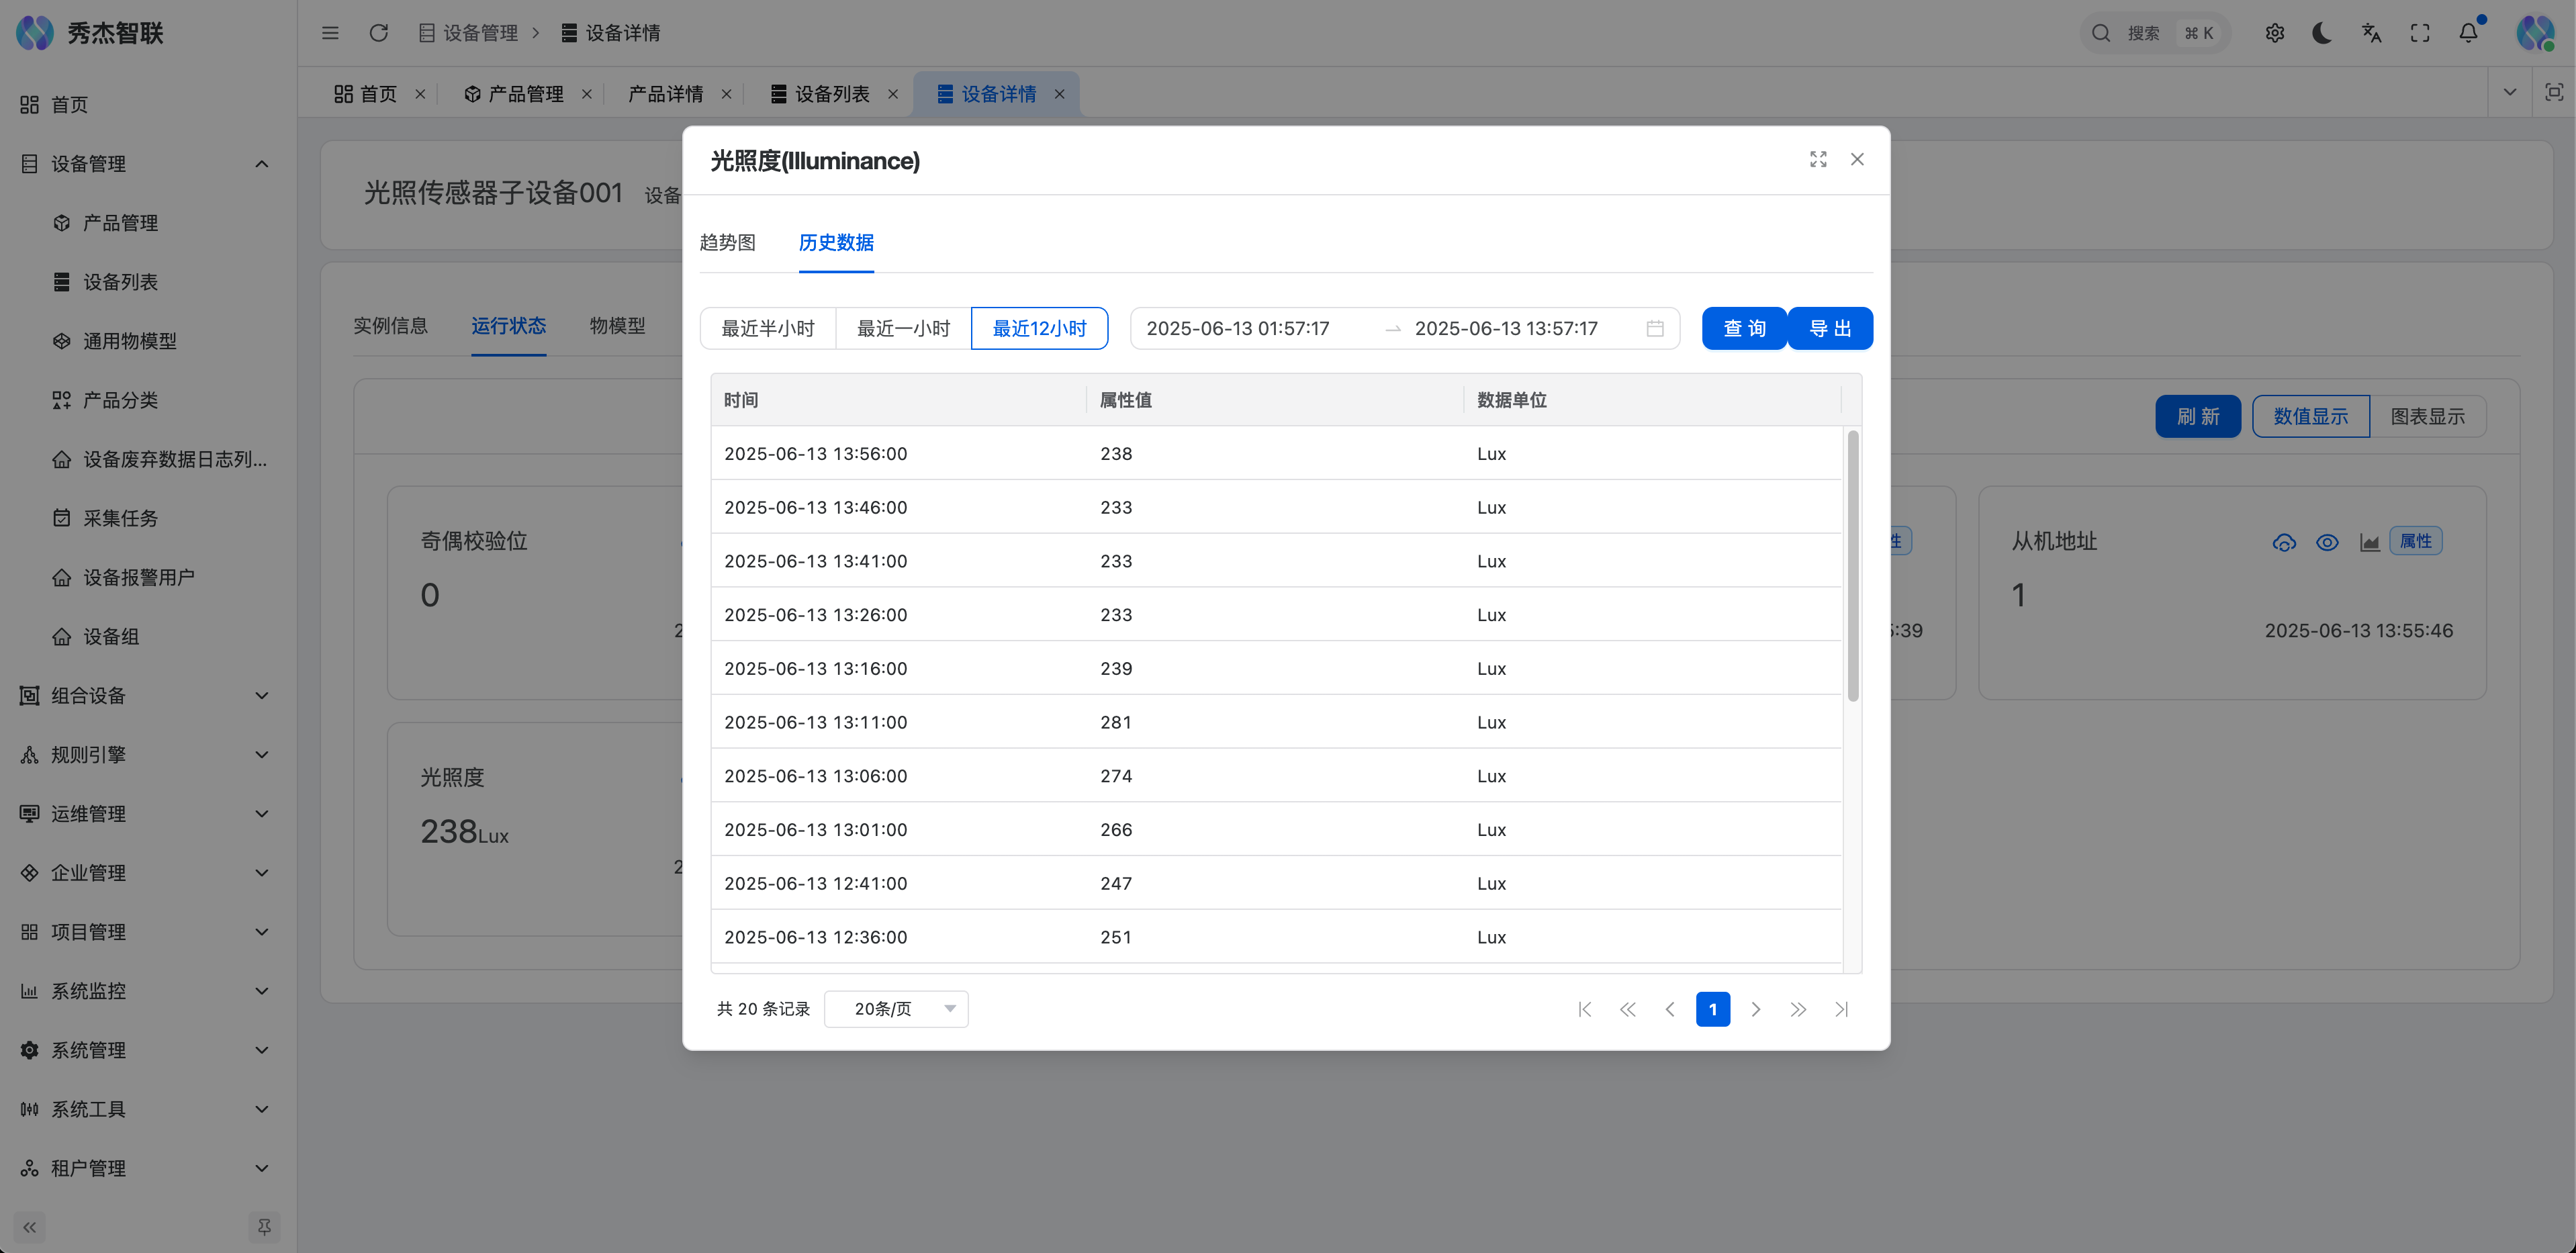 秀杰智联
设备管理 > 设备详情
搜索 ⌘ K
首页
产品管理
产品详情
设备列表
设备详情
首页
设备管理
产品管理
设备列表
通用物模型
产品分类
设备废弃数据日志列...
采集任务
设备报警用户
设备组
组合设备
规则引擎
运维管理
企业管理
项目管理
系统监控
系统管理
系统工具
租户管理
光照传感器子设备001 设备
实例信息 运行状态 物模型
刷 新 数值显示 图表显示
奇偶校验位
0
2
性
5:39
从机地址 属性
1
2025-06-13 13:55:46
光照度
238Lux
2
光照度(Illuminance)
趋势图 历史数据
最近半小时 最近一小时 最近12小时 2025-06-13 01:57:17 → 2025-06-13 13:57:17 查 询 导 出
时间 属性值 数据单位
2025-06-13 13:56:00 238 Lux
2025-06-13 13:46:00 233 Lux
2025-06-13 13:41:00 233 Lux
2025-06-13 13:26:00 233 Lux
2025-06-13 13:16:00 239 Lux
2025-06-13 13:11:00 281 Lux
2025-06-13 13:06:00 274 Lux
2025-06-13 13:01:00 266 Lux
2025-06-13 12:41:00 247 Lux
2025-06-13 12:36:00 251 Lux
共 20 条记录 20条/页 1